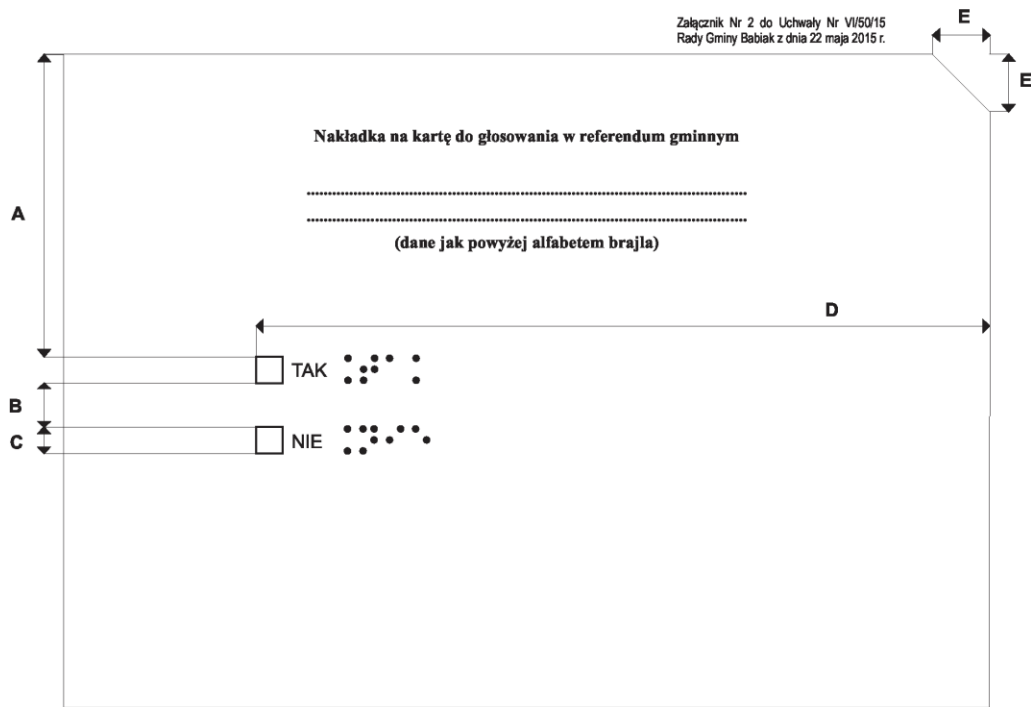 Załącznik Nr 2 do Uchwały Nr VI/50/15
Rady Gminy Babiak z dnia 22 maja 2015 r.
E
E
Nakładka na kartę do głosowania w referendum gminnym
A
(dane jak powyżej alfabetem brajla)
D
TAK
B
C
NIE